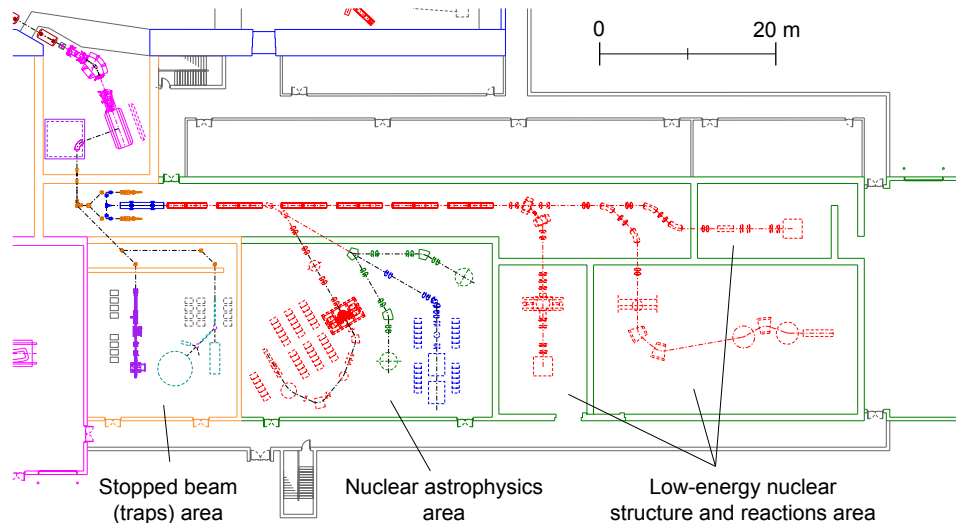 0 20 m
Stopped beam
(traps) area
Nuclear astrophysics
area
Low-energy nuclear
structure and reactions area